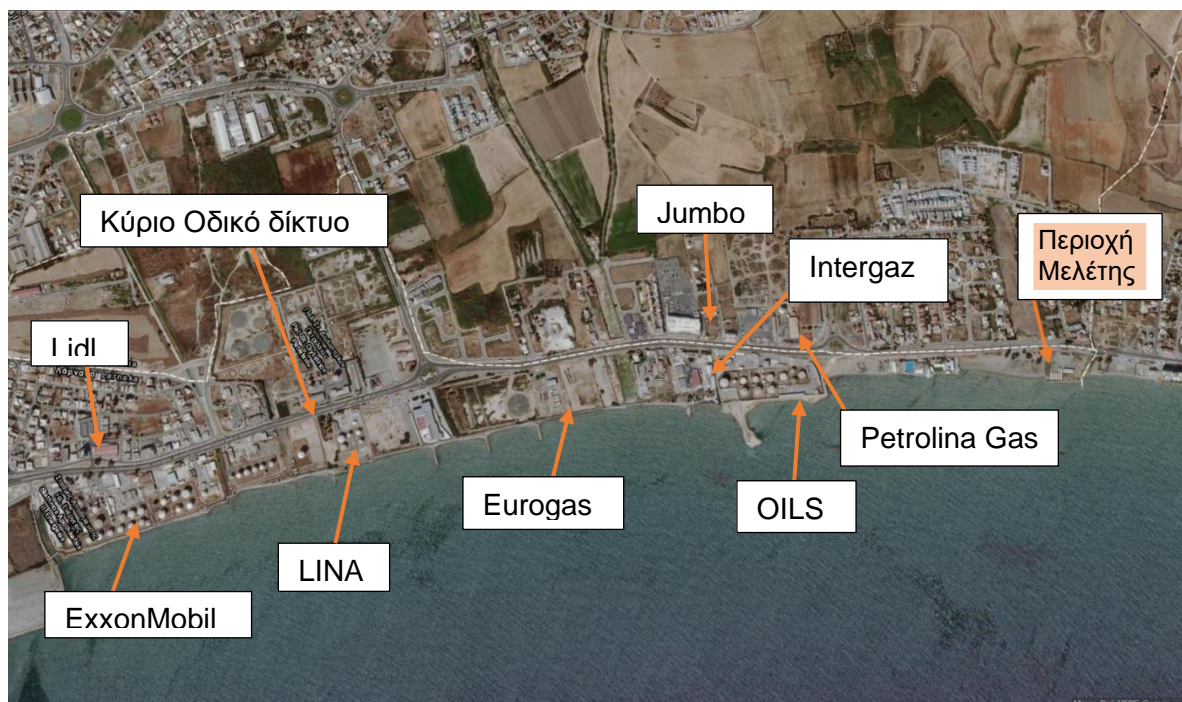 Jumbo
Κύριο Οδικό δίκτυο
Περιοχή
Μελέτης
Intergaz
Lidl
Petrolina Gas
Eurogas
OILS
LINA
ExxonMobil